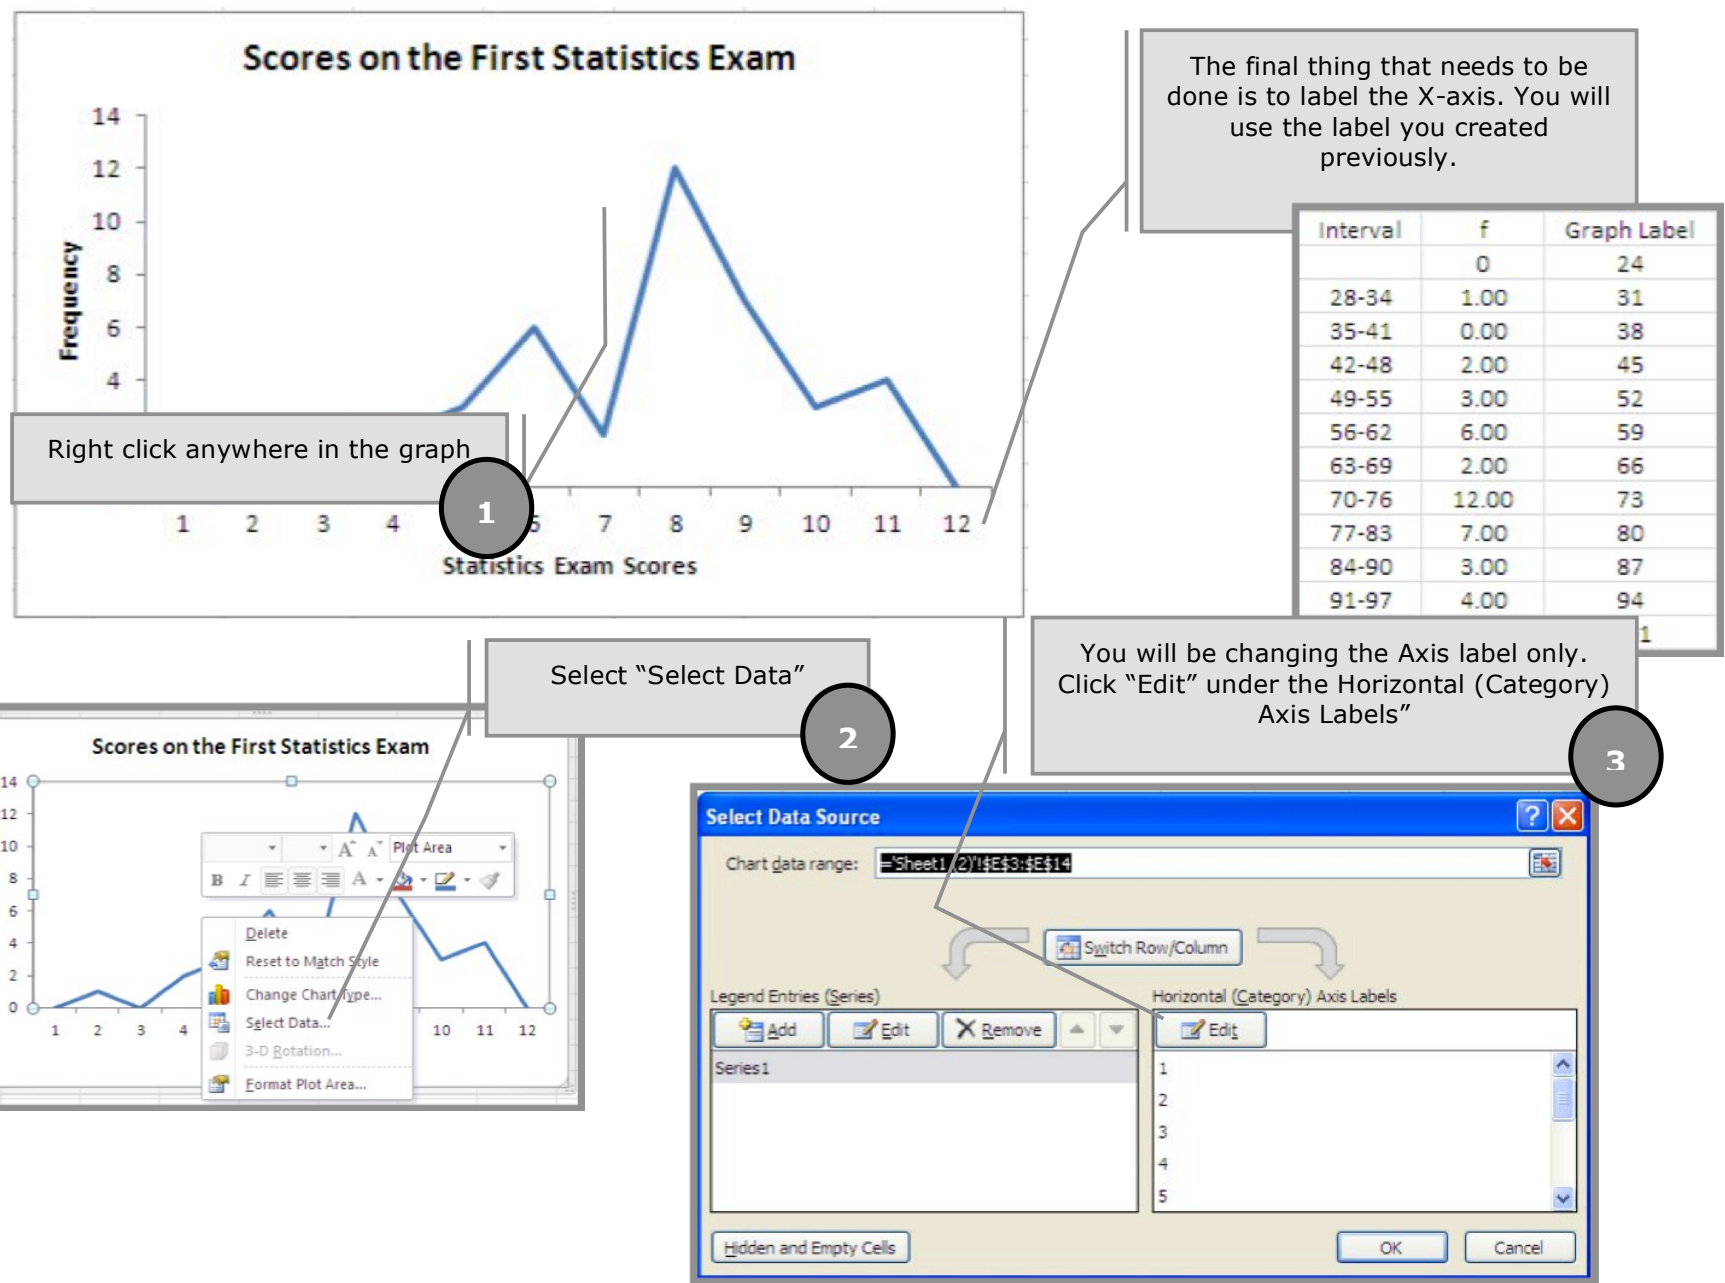 Scores on the First Statistics Exam
14
12
10
8
6
4
Frequency
1 2 3 4 6 7 8 9 10 11 12
Statistics Exam Scores
Right click anywhere in the graph
1
The final thing that needs to be
done is to label the X-axis. You will
use the label you created
previously.
Interval f Graph Label
0 24
28-34 1.00 31
35-41 0.00 38
42-48 2.00 45
49-55 3.00 52
56-62 6.00 59
63-69 2.00 66
70-76 12.00 73
77-83 7.00 80
84-90 3.00 87
91-97 4.00 94
1
Select “Select Data”
2
You will be changing the Axis label only.
Click “Edit” under the Horizontal (Category)
Axis Labels”
3
Scores on the First Statistics Exam
14
12
10
8
6
4
2
0
1 2 3 4 10 11 12
A A Plot Area
B I A
Delete
Reset to Match Style
Change Chart Type...
Select Data...
3-D Rotation...
Format Plot Area...
Select Data Source
Chart data range: ='Sheet1 (2)'!$E$3:$E$14
Switch Row/Column
Legend Entries (Series)
Add Edit Remove
Series1
Horizontal (Category) Axis Labels
Edit
1
2
3
4
5
Hidden and Empty Cells
OK Cancel